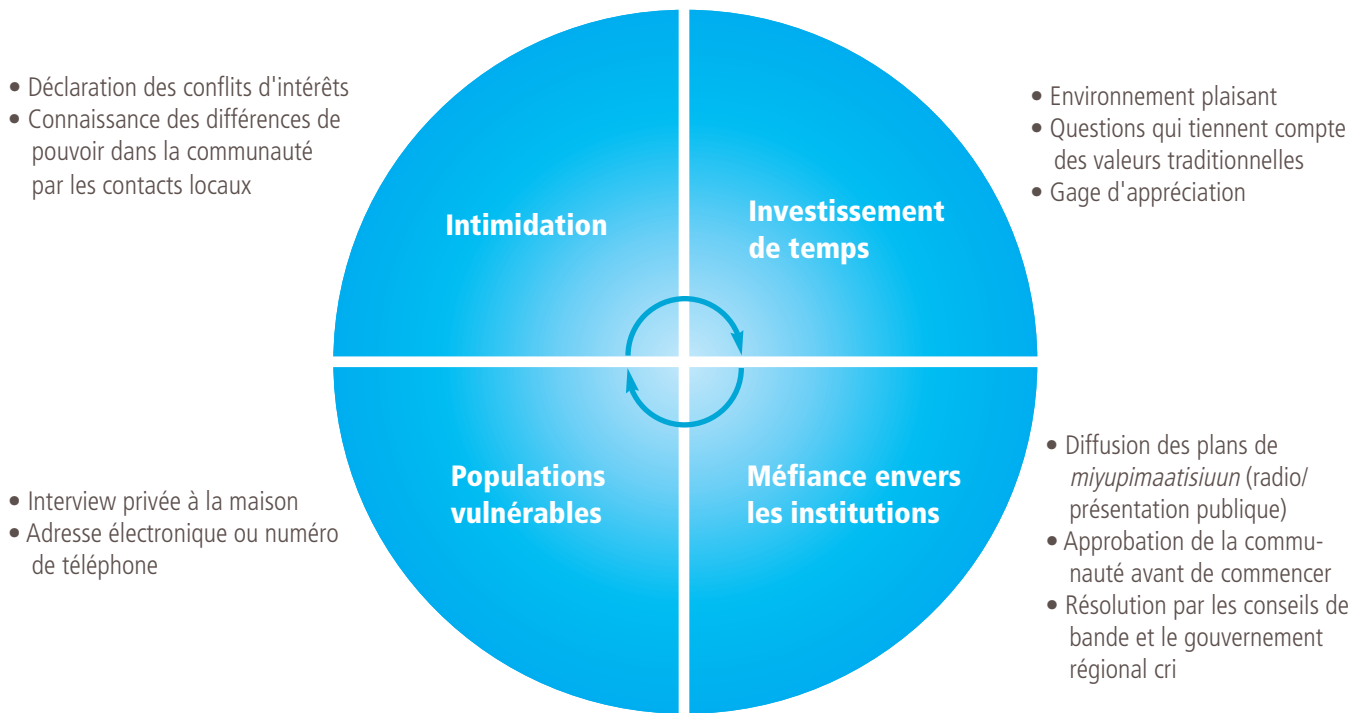 • Déclaration des conflits d'intérêts
• Connaissance des différences de
pouvoir dans la communauté
par les contacts locaux
Intimidation
Investissement
de temps
• Environnement plaisant
• Questions qui tiennent compte
des valeurs traditionnelles
• Gage d'appréciation
• Interview privée à la maison
• Adresse électronique ou numéro
de téléphone
Populations
vulnérables
Méfiance envers
les institutions
• Diffusion des plans de
miyupimaatisiuun (radio/
présentation publique)
• Approbation de la commu-
nauté avant de commencer
• Résolution par les conseils de
bande et le gouvernement
régional cri